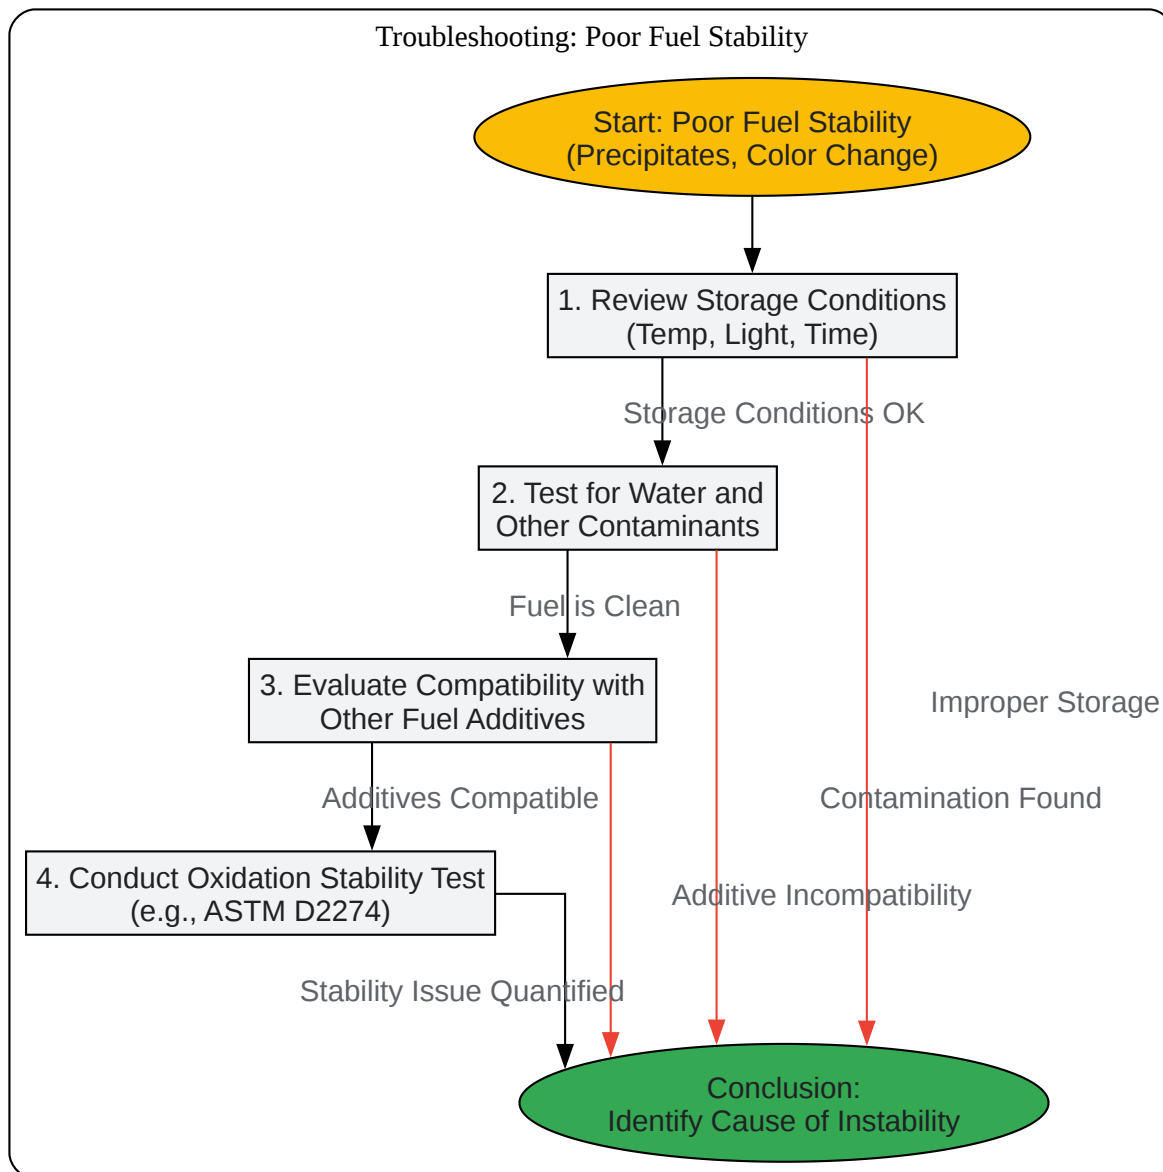 Troubleshooting: Poor Fuel Stability
Start: Poor Fuel Stability
(Precipitates, Color Change)
1. Review Storage Conditions
(Temp, Light, Time)
Storage Conditions OK
2. Test for Water and
Other Contaminants
Fuel is Clean
3. Evaluate Compatibility with
Other Fuel Additives
Improper Storage
Additives Compatible
Contamination Found
4. Conduct Oxidation Stability Test
(e.g., ASTM D2274)
Additive Incompatibility
Stability Issue Quantified
Conclusion:
Identify Cause of Instability